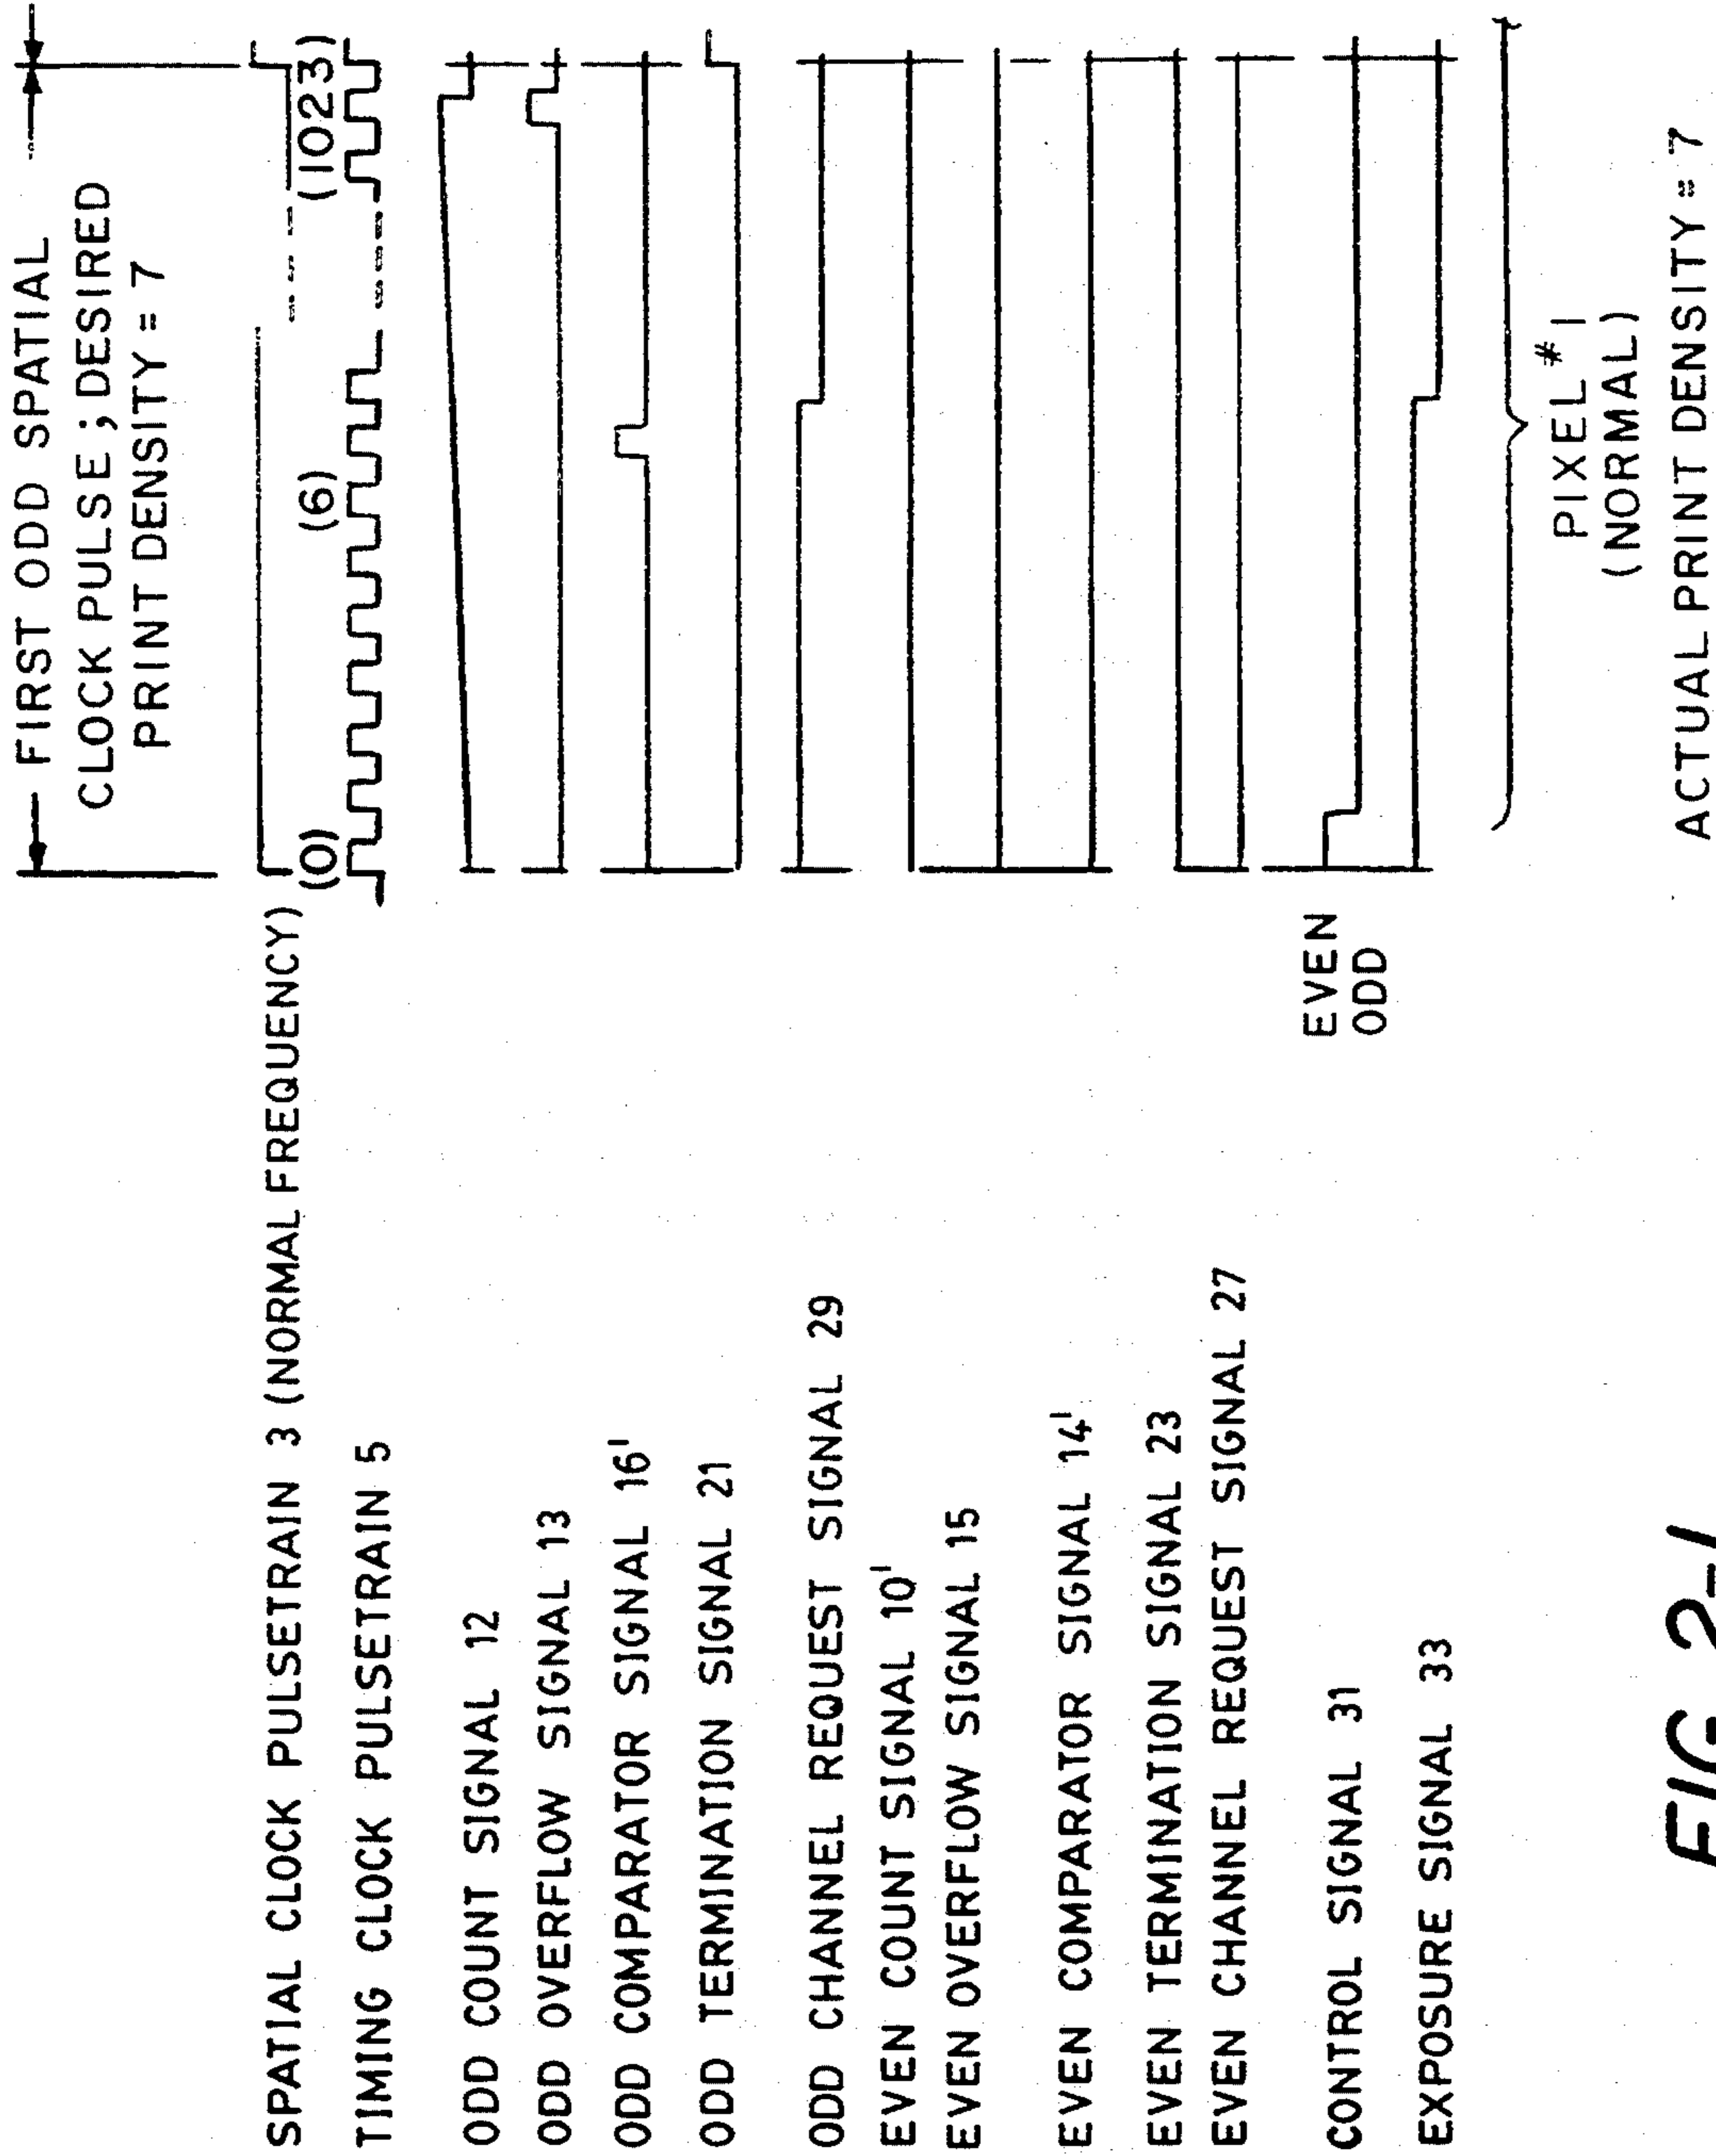 FIRST ODD SPATIAL
CLOCK PULSE; DESIRED
PRINT DENSITY = 7
SPATIAL CLOCK PULSETRAIN 3 (NORMAL FREQUENCY)
(0) (6) (1023)
TIMING CLOCK PULSETRAIN 5
ODD COUNT SIGNAL 12
ODD OVERFLOW SIGNAL 13
ODD COMPARATOR SIGNAL 16'
ODD TERMINATION SIGNAL 21
ODD CHANNEL REQUEST SIGNAL 29
EVEN COUNT SIGNAL 10'
EVEN OVERFLOW SIGNAL 15
EVEN COMPARATOR SIGNAL 14'
EVEN TERMINATION SIGNAL 23
EVEN CHANNEL REQUEST SIGNAL 27
EVEN
CONTROL SIGNAL 31
ODD
EXPOSURE SIGNAL 33
PIXEL # 1
(NORMAL)
ACTUAL PRINT DENSITY = 7
FIG. 2-1